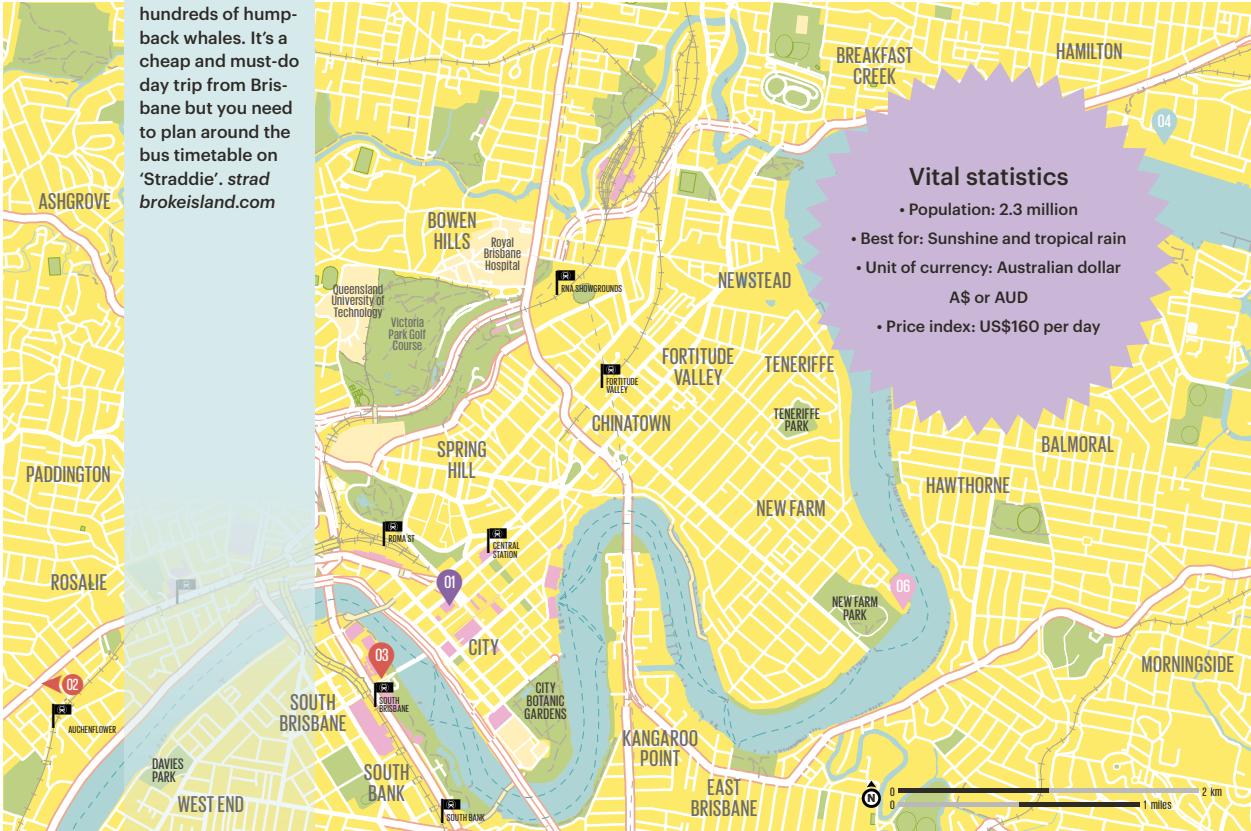 hundreds of hump-
back whales. It's a
cheap and must-do
day trip from Bris-
bane but you need
to plan around the
bus timetable on
'Straddie'. strad
brokeisland.com
BREAKFAST
CREEK
HAMILTON
04
Vital statistics
• Population: 2.3 million
• Best for: Sunshine and tropical rain
• Unit of currency: Australian dollar
A$ or AUD
• Price index: US$160 per day
ASHGROVE
BOWEN
HILLS
Royal
Brisbane
Hospital
RNA SHOWGROUNDS
NEWSTEAD
Queensland
University of
Technology
Victoria
Park Golf
Course
FORTITUDE
VALLEY
TENERIFFE
FORTITUDE
VALLEY
TENERIFFE
PARK
CHINATOWN
SPRING
HILL
BALMORAL
PADDINGTON
HAWTHORNE
NEW FARM
ROMA ST
CENTRAL
STATION
ROSALIE
01
06
NEW FARM
PARK
CITY
03
02
SOUTH
BRISBANE
MORNINGSIDE
SOUTH
BRISBANE
CITY
BOTANIC
GARDENS
AUCHENFLOWER
KANGAROO
POINT
DAVIES
PARK
SOUTH
BANK
WEST END
EAST
BRISBANE
SOUTH BANK
N
0 2 km
0 1 miles